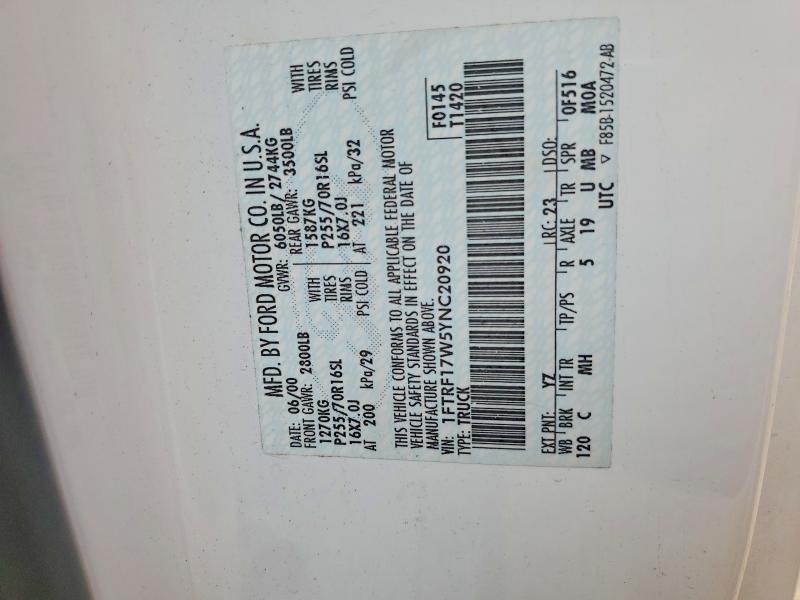 MFD. BY FORD MOTOR CO. IN U.S.A.
DATE: 06/00 GVWR: 6050LB/ 2744KG
FRONT GAWR: 2800LB REAR GAWR: 3500LB
1270KG WITH 1587KG WITH
P255/70R16SL TIRES P255/70R16SL TIRES
16X7.0J RIMS 16X7.0J RIMS
AT 200 kPa/29 PSI COLD AT 221 kPa/32 PSI COLD
THIS VEHICLE CONFORMS TO ALL APPLICABLE FEDERAL MOTOR
VEHICLE SAFETY STANDARDS IN EFFECT ON THE DATE OF
MANUFACTURE SHOWN ABOVE.
VIN: 1FTRF17W5YNC20920 F0145
TYPE: TRUCK T1420
EXT PNT: YZ RC: 23 DSO:
WB BRK INT TR TP/PS R AXLE TR SPR 0F516
120 C MH 5 19 U MB M0A
UTC ▽ F85B-1520472-AB